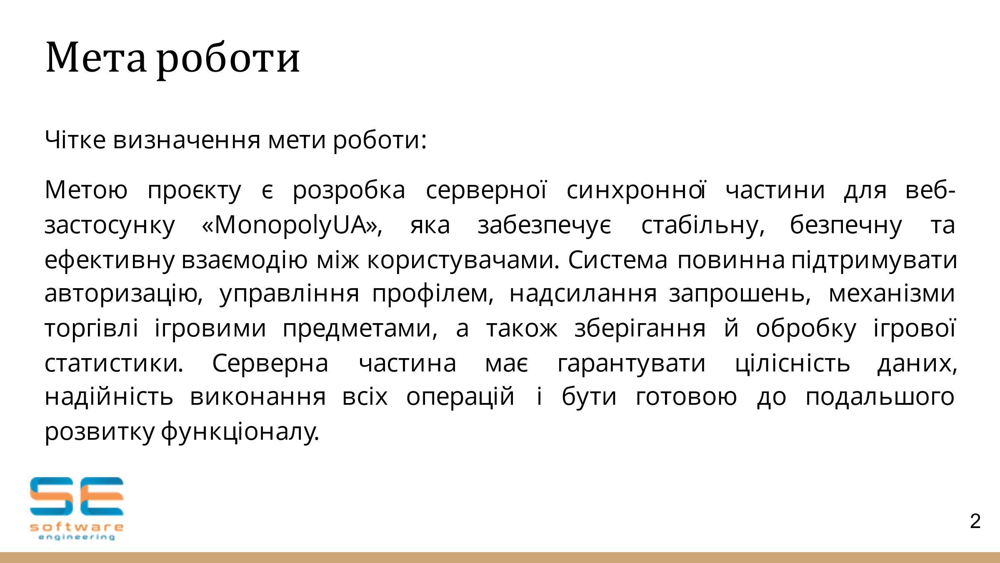 Мета роботи
Чітке визначення мети роботи:
Метою проєкту є розробка серверної синхронної частини для веб-
застосунку «MonopolyUA», яка забезпечує стабільну, безпечну та
ефективну взаємодію між користувачами. Система повинна підтримувати
авторизацію, управління профілем, надсилання запрошень, механізми
торгівлі ігровими предметами, а також зберігання й обробку ігрової
статистики. Серверна частина має гарантувати цілісність даних,
надійність виконання всіх операцій і бути готовою до подальшого
розвитку функціоналу.
SE
software
engineering
2